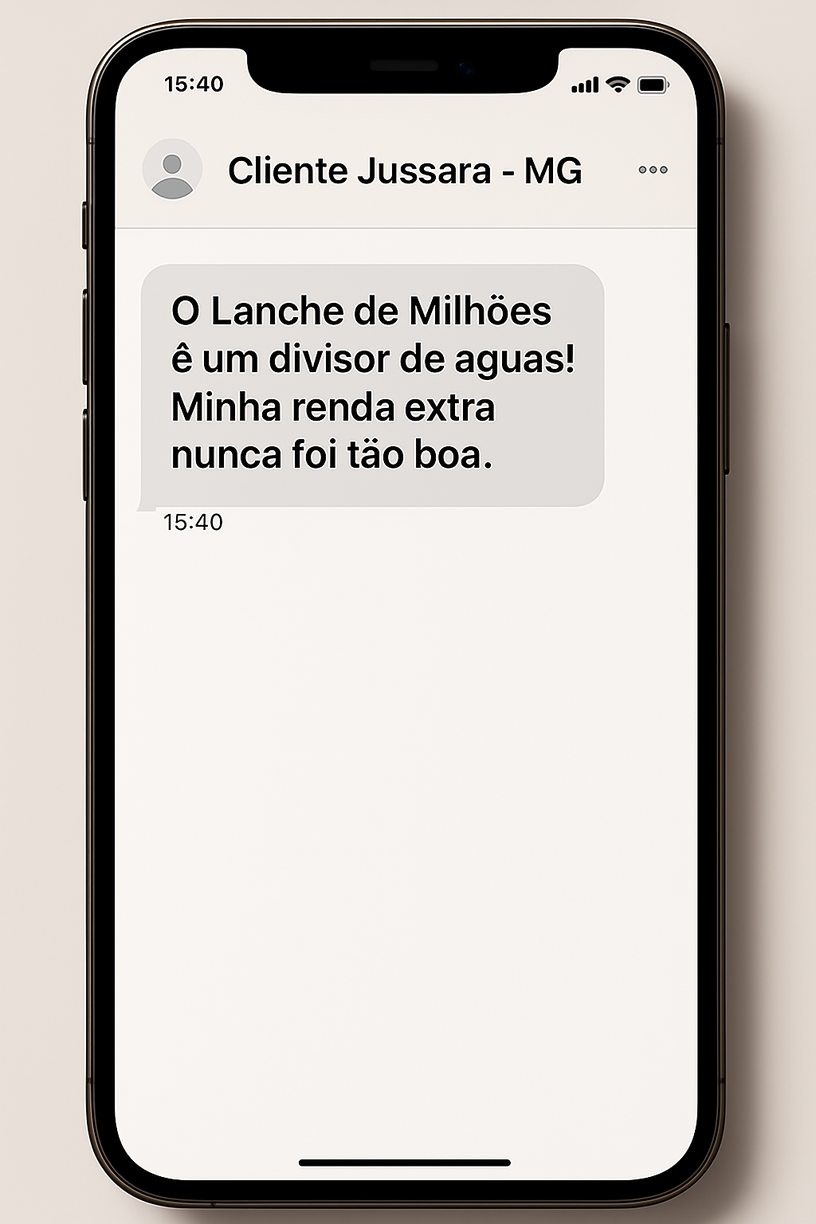 15:40
Cliente Jussara - MG
O Lanche de Milhöes
ê um divisor de aguas!
Minha renda extra
nunca foi täo boa.
15:40